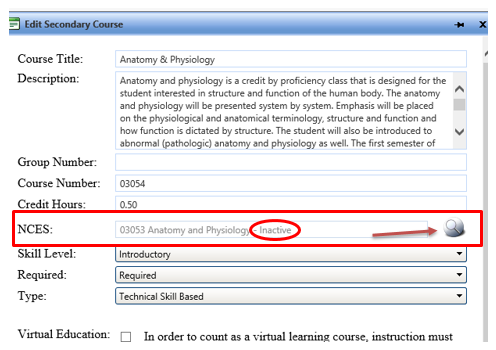 Edit Secondary Course
Course Title: Anatomy & Physiology
Description: Anatomy and physiology is a credit by proficiency class that is designed for the
student interested in structure and function of the human body. The anatomy
and physiology will be presented system by system. Emphasis will be placed
on the physiological and anatomical terminology, structure and function and
how function is dictated by structure. The student will also be introduced to
abnormal (pathologic) anatomy and physiology as well. The first semester of
Group Number:
Course Number: 03054
Credit Hours: 0.50
NCES: 03053 Anatomy and Physiology - Inactive
Skill Level: Introductory
Required: Required
Type: Technical Skill Based
Virtual Education: In order to count as a virtual learning course, instruction must